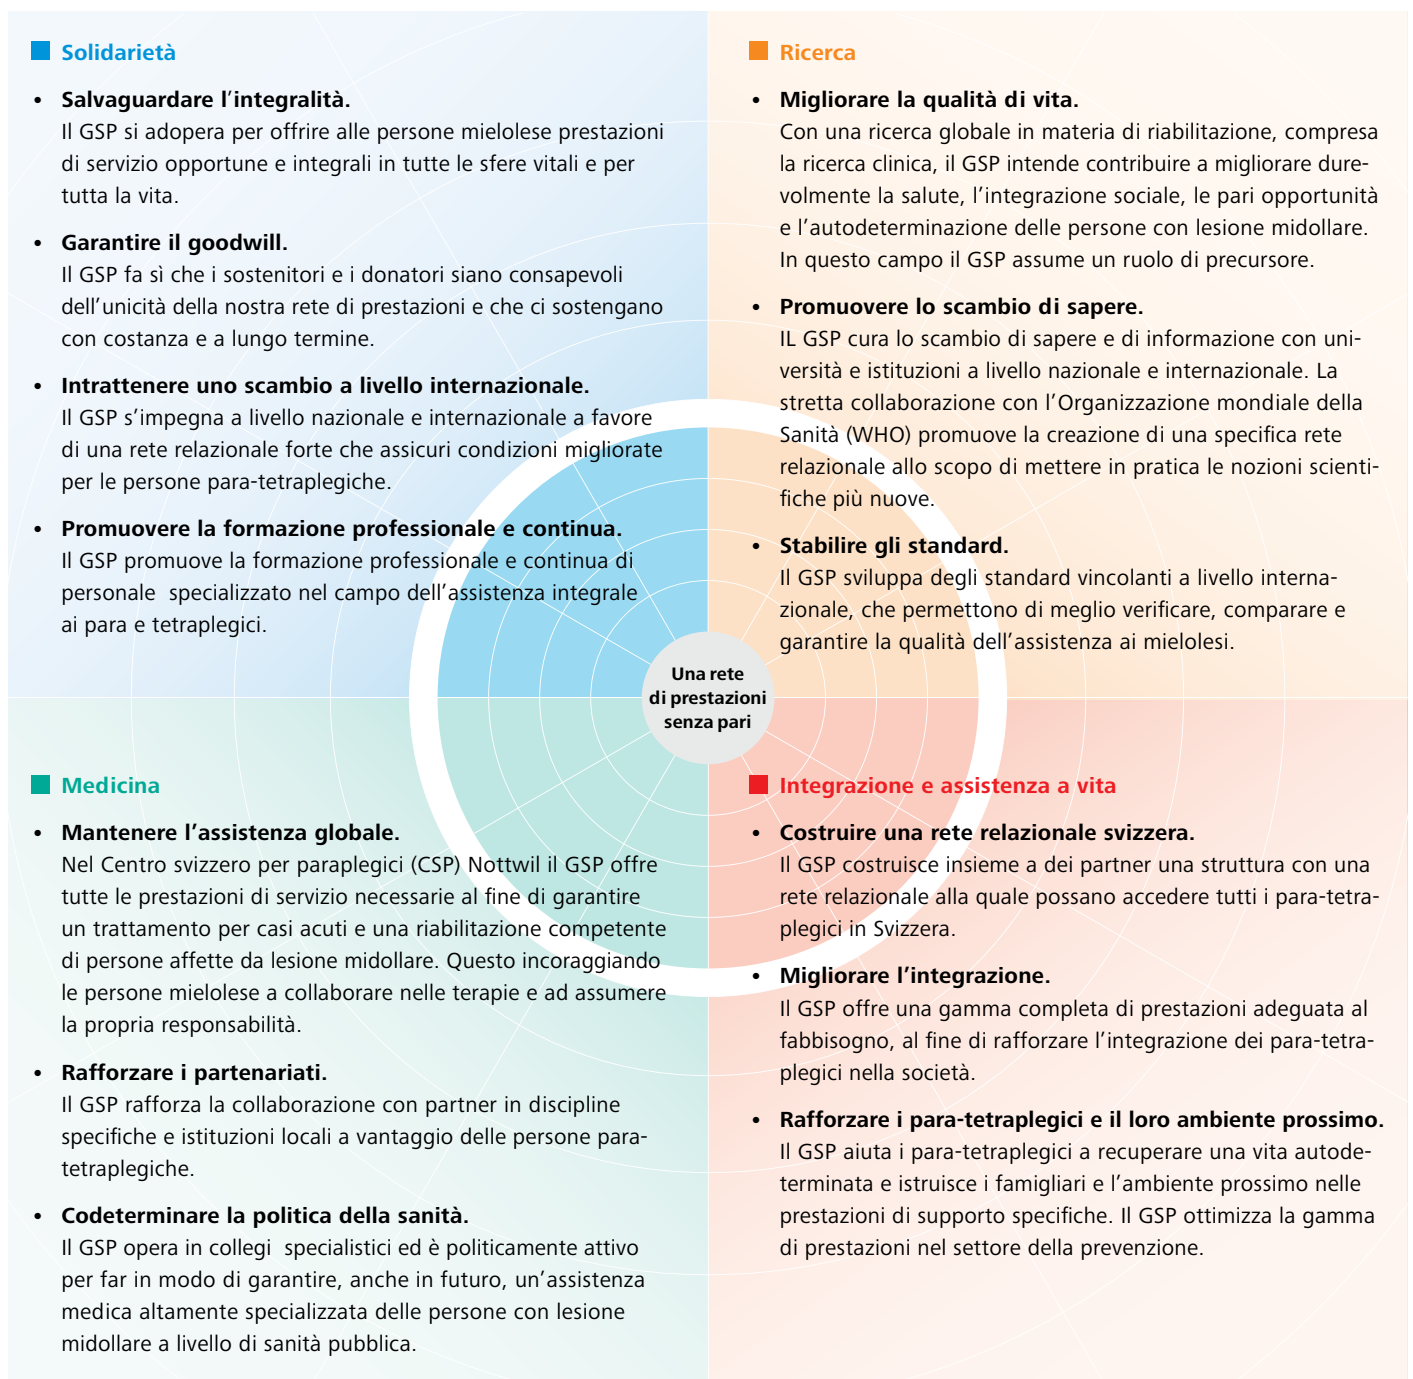 Solidarietà
• Salvaguardare l'integralità.
Il GSP si adopera per offrire alle persone mielolese prestazioni
di servizio opportune e integrali in tutte le sfere vitali e per
tutta la vita.
• Garantire il goodwill.
Il GSP fa sì che i sostenitori e i donatori siano consapevoli
dell’unicità della nostra rete di prestazioni e che ci sostengano
con costanza e a lungo termine.
• Intrattenere uno scambio a livello internazionale.
Il GSP s’impegna a livello nazionale e internazionale a favore
di una rete relazionale forte che assicuri condizioni migliorate
per le persone para-tetraplegiche.
• Promuovere la formazione professionale e continua.
Il GSP promuove la formazione professionale e continua di
personale  specializzato nel campo dell’assistenza integrale
ai para e tetraplegici.
Ricerca
• Migliorare la qualità di vita.
Con una ricerca globale in materia di riabilitazione, compresa
la ricerca clinica, il GSP intende contribuire a migliorare dure-
volmente la salute, l’integrazione sociale, le pari opportunità
e l’autodeterminazione delle persone con lesione midollare.
In questo campo il GSP assume un ruolo di precursore.
• Promuovere lo scambio di sapere.
IL GSP cura lo scambio di sapere e di informazione con uni-
versità e istituzioni a livello nazionale e internazionale. La
stretta collaborazione con l’Organizzazione mondiale della
Sanità (WHO) promuove la creazione di una specifica rete
relazionale allo scopo di mettere in pratica le nozioni scienti-
fiche più nuove.
• Stabilire gli standard.
Il GSP sviluppa degli standard vincolanti a livello interna-
zionale, che permettono di meglio verificare, comparare e
garantire la qualità dell’assistenza ai mielolesi.
Una rete
di prestazioni
senza pari
Medicina
• Mantenere l’assistenza globale.
Nel Centro svizzero per paraplegici (CSP) Nottwil il GSP offre
tutte le prestazioni di servizio necessarie al fine di garantire
un trattamento per casi acuti e una riabilitazione competente
di persone affette da lesione midollare. Questo incoraggiando
le persone mielolese a collaborare nelle terapie e ad assumere
la propria responsabilità.
• Rafforzare i partenariati.
Il GSP rafforza la collaborazione con partner in discipline
specifiche e istituzioni locali a vantaggio delle persone para-
tetraplegiche.
• Codeterminare la politica della sanità.
Il GSP opera in collegi  specialistici ed è politicamente attivo
per far in modo di garantire, anche in futuro, un’assistenza
medica altamente specializzata delle persone con lesione
midollare a livello di sanità pubblica.
Integrazione e assistenza a vita
• Costruire una rete relazionale svizzera.
Il GSP costruisce insieme a dei partner una struttura con una
rete relazionale alla quale possano accedere tutti i para-tetra-
plegici in Svizzera.
• Migliorare l’integrazione.
Il GSP offre una gamma completa di prestazioni adeguata al
fabbisogno, al fine di rafforzare l’integrazione dei para-tetra-
plegici nella società.
• Rafforzare i para-tetraplegici e il loro ambiente prossimo.
Il GSP aiuta i para-tetraplegici a recuperare una vita autode-
terminata e istruisce i famigliari e l’ambiente prossimo nelle
prestazioni di supporto specifiche. Il GSP ottimizza la gamma
di prestazioni nel settore della prevenzione.